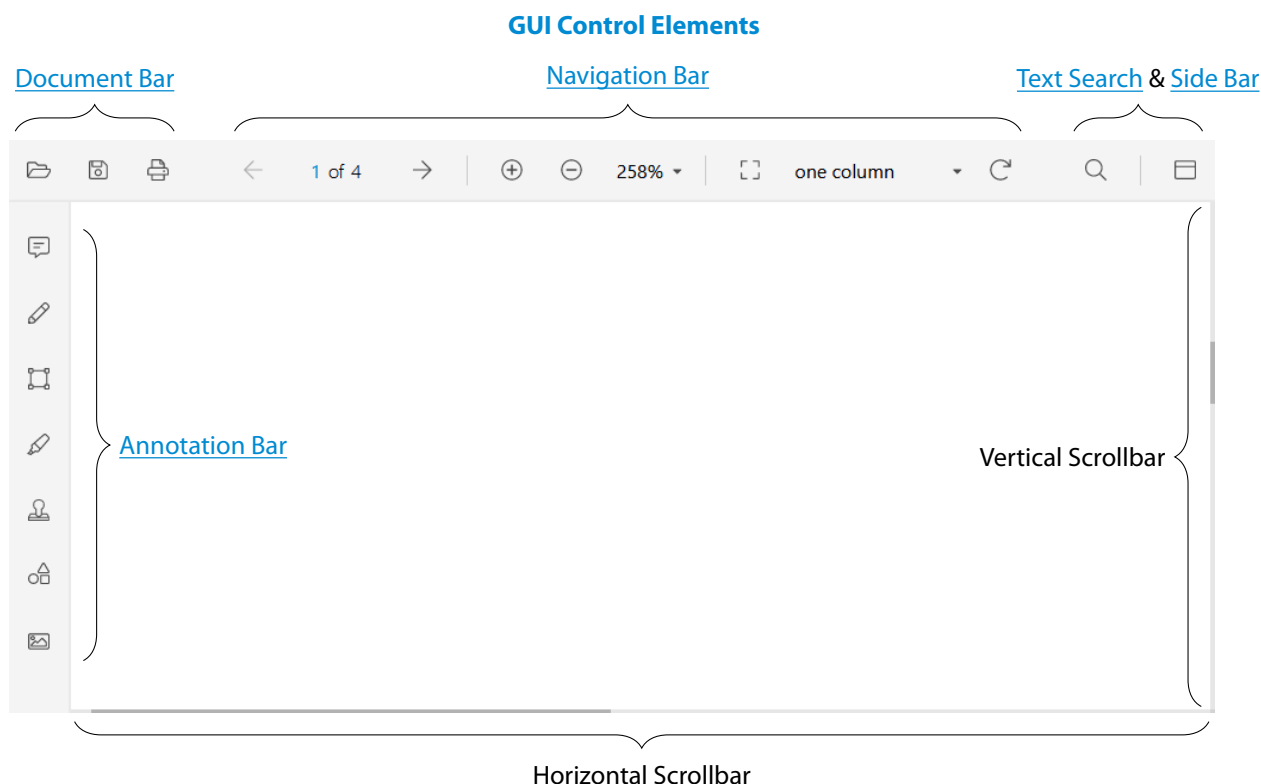 GUI Control Elements
Document Bar
Navigation Bar
Text Search & Side Bar
1 of 4
258%
one column
Annotation Bar
Vertical Scrollbar
Horizontal Scrollbar